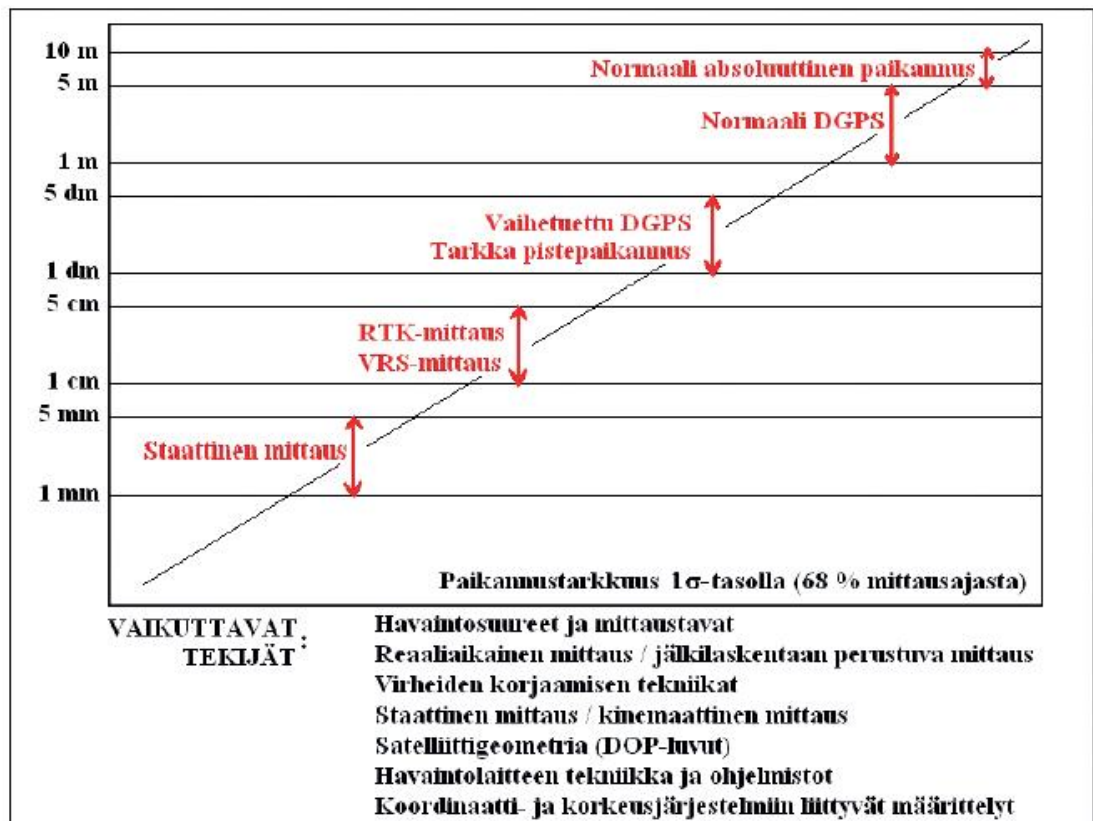 10 m
Normaali absoluuttinen paikannus
5 m
Normaali DGPS
1 m
5 dm
Vaihetuettu DGPS
Tarkka pistepaikannus
1 dm
5 cm
RTK-mittaus
VRS-mittaus
1 cm
5 mm
Staattinen mittaus
1 mm
Paikannustarkkuus 1σ-tasolla (68 % mittausajasta)
VAIKUTTAVAT TEKIJÄT:
Havaintosuureet ja mittaustavat
Reaaliaikainen mittaus / jälkilaskentaan perustuva mittaus
Virheiden korjaamisen tekniikat
Staattinen mittaus / kinemaattinen mittaus
Satelliittigeometria (DOP-luvut)
Havaintolaitteen tekniikka ja ohjelmistot
Koordinaatti- ja korkeusjärjestelmiin liittyvät määrittelyt